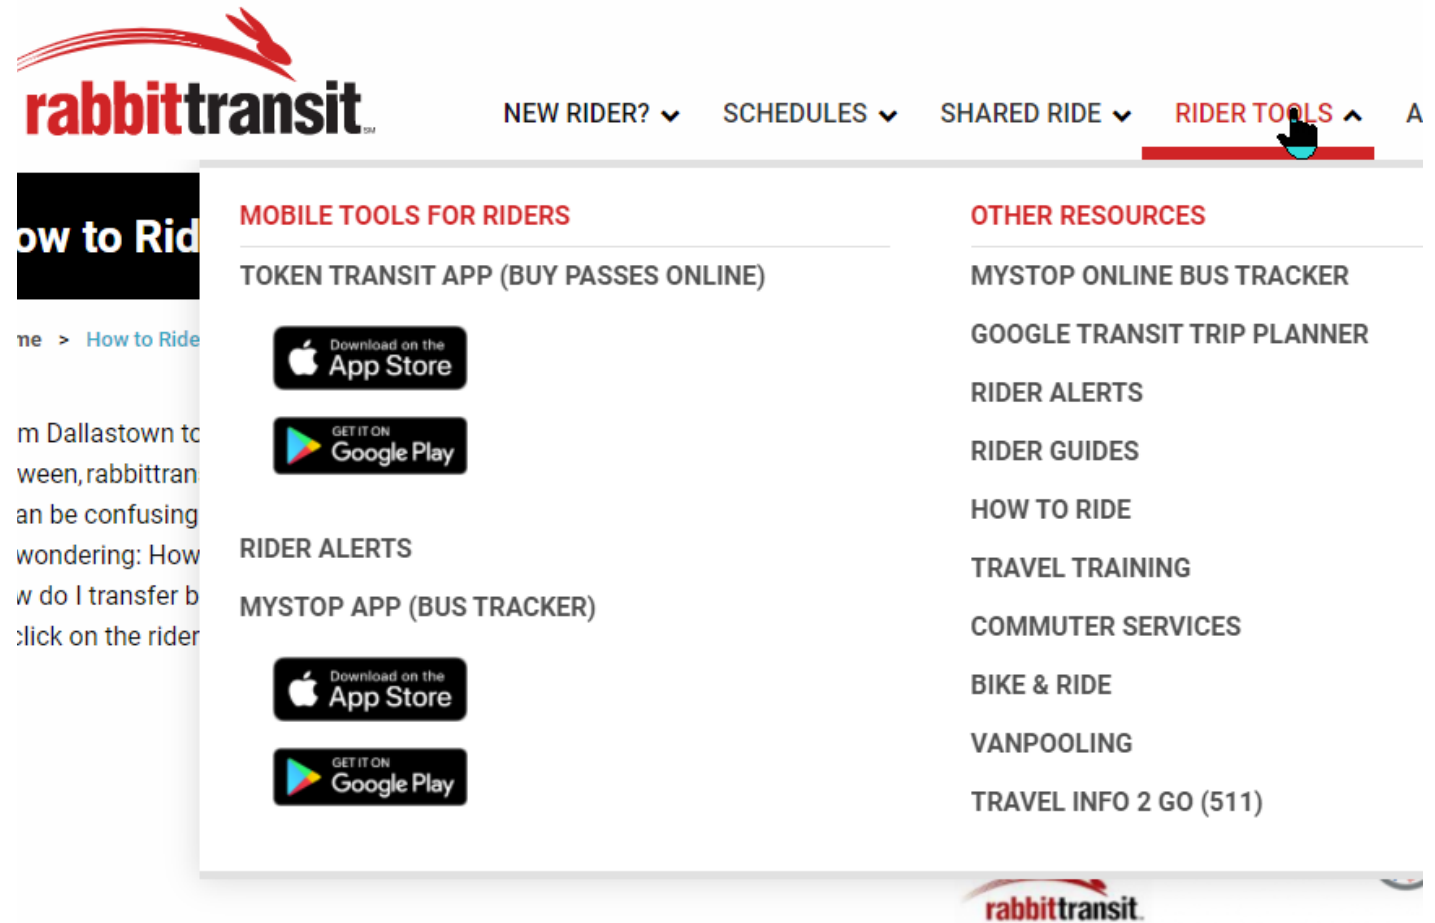 rabbittransit
SM
NEW RIDER?
SCHEDULES
SHARED RIDE
RIDER TOOLS
A
ow to Rid
me > How to Ride
m Dallastown to
ween, rabbittran
an be confusing
wondering: How
w do I transfer b
click on the rider
MOBILE TOOLS FOR RIDERS
TOKEN TRANSIT APP (BUY PASSES ONLINE)
Download on the
App Store
GET IT ON
Google Play
RIDER ALERTS
MYSTOP APP (BUS TRACKER)
Download on the
App Store
GET IT ON
Google Play
OTHER RESOURCES
MYSTOP ONLINE BUS TRACKER
GOOGLE TRANSIT TRIP PLANNER
RIDER ALERTS
RIDER GUIDES
HOW TO RIDE
TRAVEL TRAINING
COMMUTER SERVICES
BIKE & RIDE
VANPOOLING
TRAVEL INFO 2 GO (511)
rabbittransit